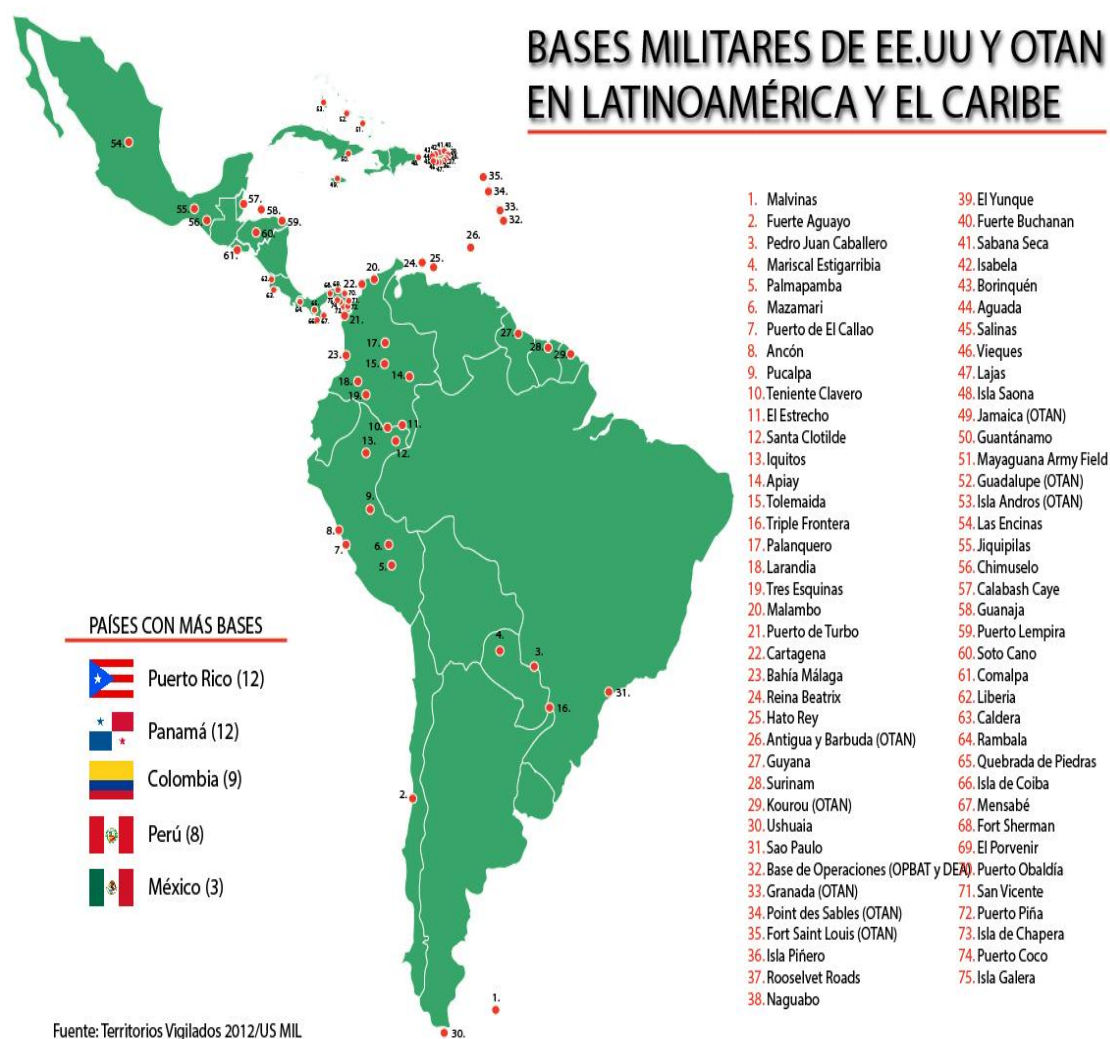 BASES MILITARES DE EE.UU Y OTAN
EN LATINOAMÉRICA Y EL CARIBE
1. Malvinas
2. Fuerte Aguayo
3. Pedro Juan Caballero
4. Mariscal Estigarribia
5. Palmapamba
6. Mazamari
7. Puerto de El Callao
8. Ancón
9. Pucalpa
10. Teniente Clavero
11. El Estrecho
12. Santa Clotilde
13. Iquitos
14. Apiay
15. Tolemaida
16. Triple Frontera
17. Palanquero
18. Larandia
19. Tres Esquinas
20. Malambo
21. Puerto de Turbo
22. Cartagena
23. Bahía Málaga
24. Reina Beatrix
25. Hato Rey
26. Antigua y Barbuda (OTAN)
27. Guyana
28. Surinam
29. Kourou (OTAN)
30. Ushuaia
31. Sao Paulo
32. Base de Operaciones (OPBAT y DEA)
33. Granada (OTAN)
34. Point des Sables (OTAN)
35. Fort Saint Louis (OTAN)
36. Isla Piñero
37. Rooselvet Roads
38. Naguabo
39. El Yunque
40. Fuerte Buchanan
41. Sabana Seca
42. Isabela
43. Borinquén
44. Aguada
45. Salinas
46. Vieques
47. Lajas
48. Isla Saona
49. Jamaica (OTAN)
50. Guantánamo
51. Mayaguana Army Field
52. Guadalupe (OTAN)
53. Isla Andros (OTAN)
54. Las Encinas
55. Jiquipilas
56. Chimuselo
57. Calabash Caye
58. Guanaja
59. Puerto Lempira
60. Soto Cano
61. Comalpa
62. Liberia
63. Caldera
64. Rambala
65. Quebrada de Piedras
66. Isla de Coiba
67. Mensabé
68. Fort Sherman
69. El Porvenir
70. Puerto Obaldía
71. San Vicente
72. Puerto Piña
73. Isla de Chapera
74. Puerto Coco
75. Isla Galera
PAÍSES CON MÁS BASES
Puerto Rico (12)
Panamá (12)
Colombia (9)
Perú (8)
México (3)
53.
52.
51.
54.
50.
49.
48.
35.
34.
33.
32.
55.
56.
57.
58.
59.
60.
61.
26.
24.
25.
20.
22.
21.
27.
28.
29.
17.
23.
15.
14.
18.
19.
10.
11.
12.
13.
9.
8.
7.
6.
5.
4.
3.
31.
16.
2.
1.
30.
Fuente: Territorios Vigilados 2012/US MIL